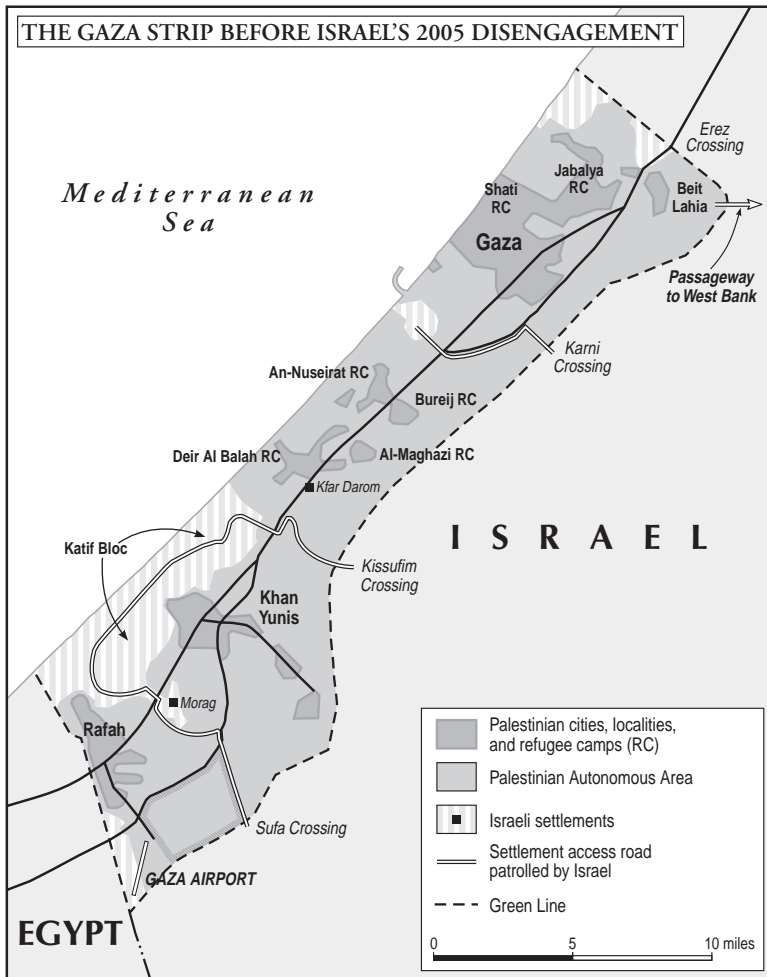 THE GAZA STRIP BEFORE ISRAEL'S 2005 DISENGAGEMENT
Mediterranean
Sea
Erez
Crossing
Jabalya
RC
Shati
RC
Beit
Lahia
Gaza
Passageway
to West Bank
Karni
Crossing
An-Nuseirat RC
Bureij RC
Deir Al Balah RC
Al-Maghazi RC
Kfar Darom
ISRAEL
Katif Bloc
Kissufim
Crossing
Khan
Yunis
Morag
Rafah
Sufa Crossing
GAZA AIRPORT
EGYPT
Palestinian cities, localities,
and refugee camps (RC)
Palestinian Autonomous Area
Israeli settlements
Settlement access road
patrolled by Israel
Green Line
0 5 10 miles